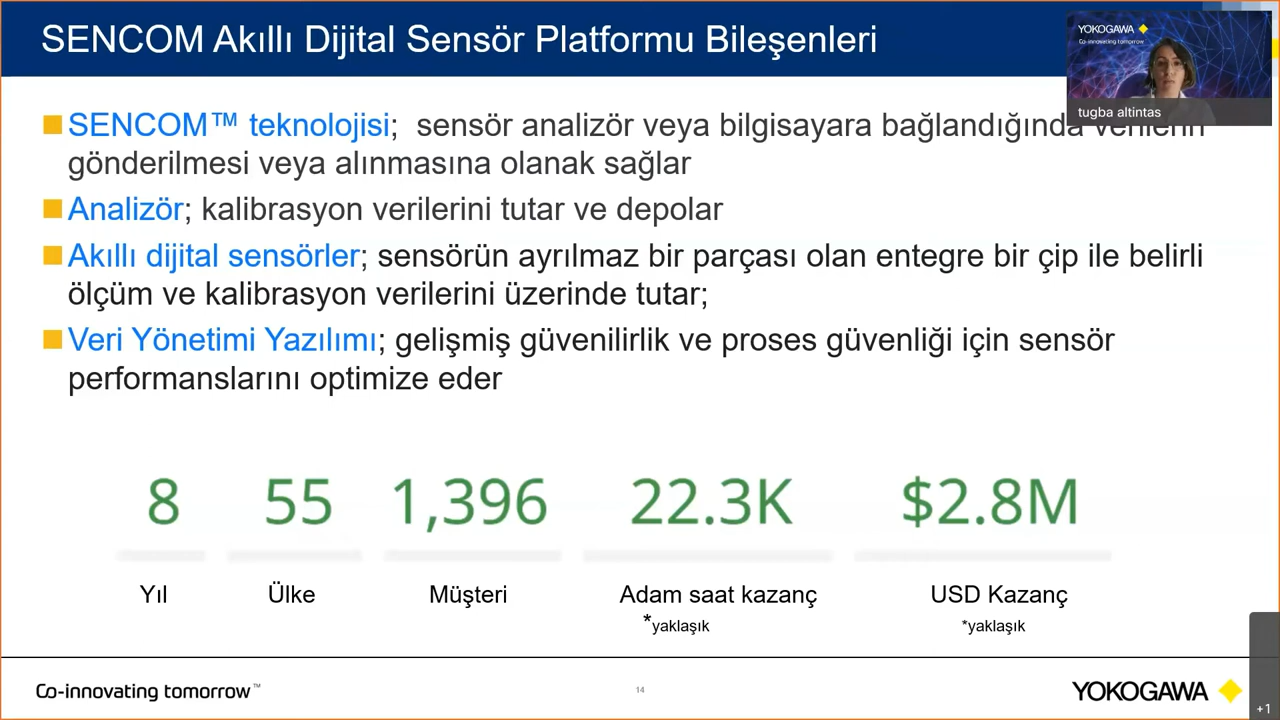 SENCOM Akıllı Dijital Sensör Platformu Bileşenleri
YOKOGAWA
Co-innovating tomorrow
tugba altintas
SENCOM™ teknolojisi; sensör analizör veya bilgisayara bağlandığında verilerin
gönderilmesi veya alınmasına olanak sağlar
Analizör; kalibrasyon verilerini tutar ve depolar
Akıllı dijital sensörler; sensörün ayrılmaz bir parçası olan entegre bir çip ile belirli
ölçüm ve kalibrasyon verilerini üzerinde tutar;
Veri Yönetimi Yazılımı; gelişmiş güvenilirlik ve proses güvenliği için sensör
performanslarını optimize eder
8 55 1,396 22.3K $2.8M
Yıl Ülke Müşteri Adam saat kazanç USD Kazanç
*yaklaşık *yaklaşık
Co-innovating tomorrow™ 14 YOKOGAWA
+1